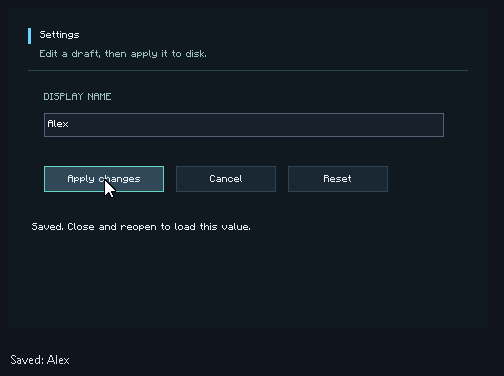 Settings
Edit a draft, then apply it to disk.
DISPLAY NAME
Alex
Apply changes
Cancel
Reset
Saved. Close and reopen to load this value.
Saved: Alex